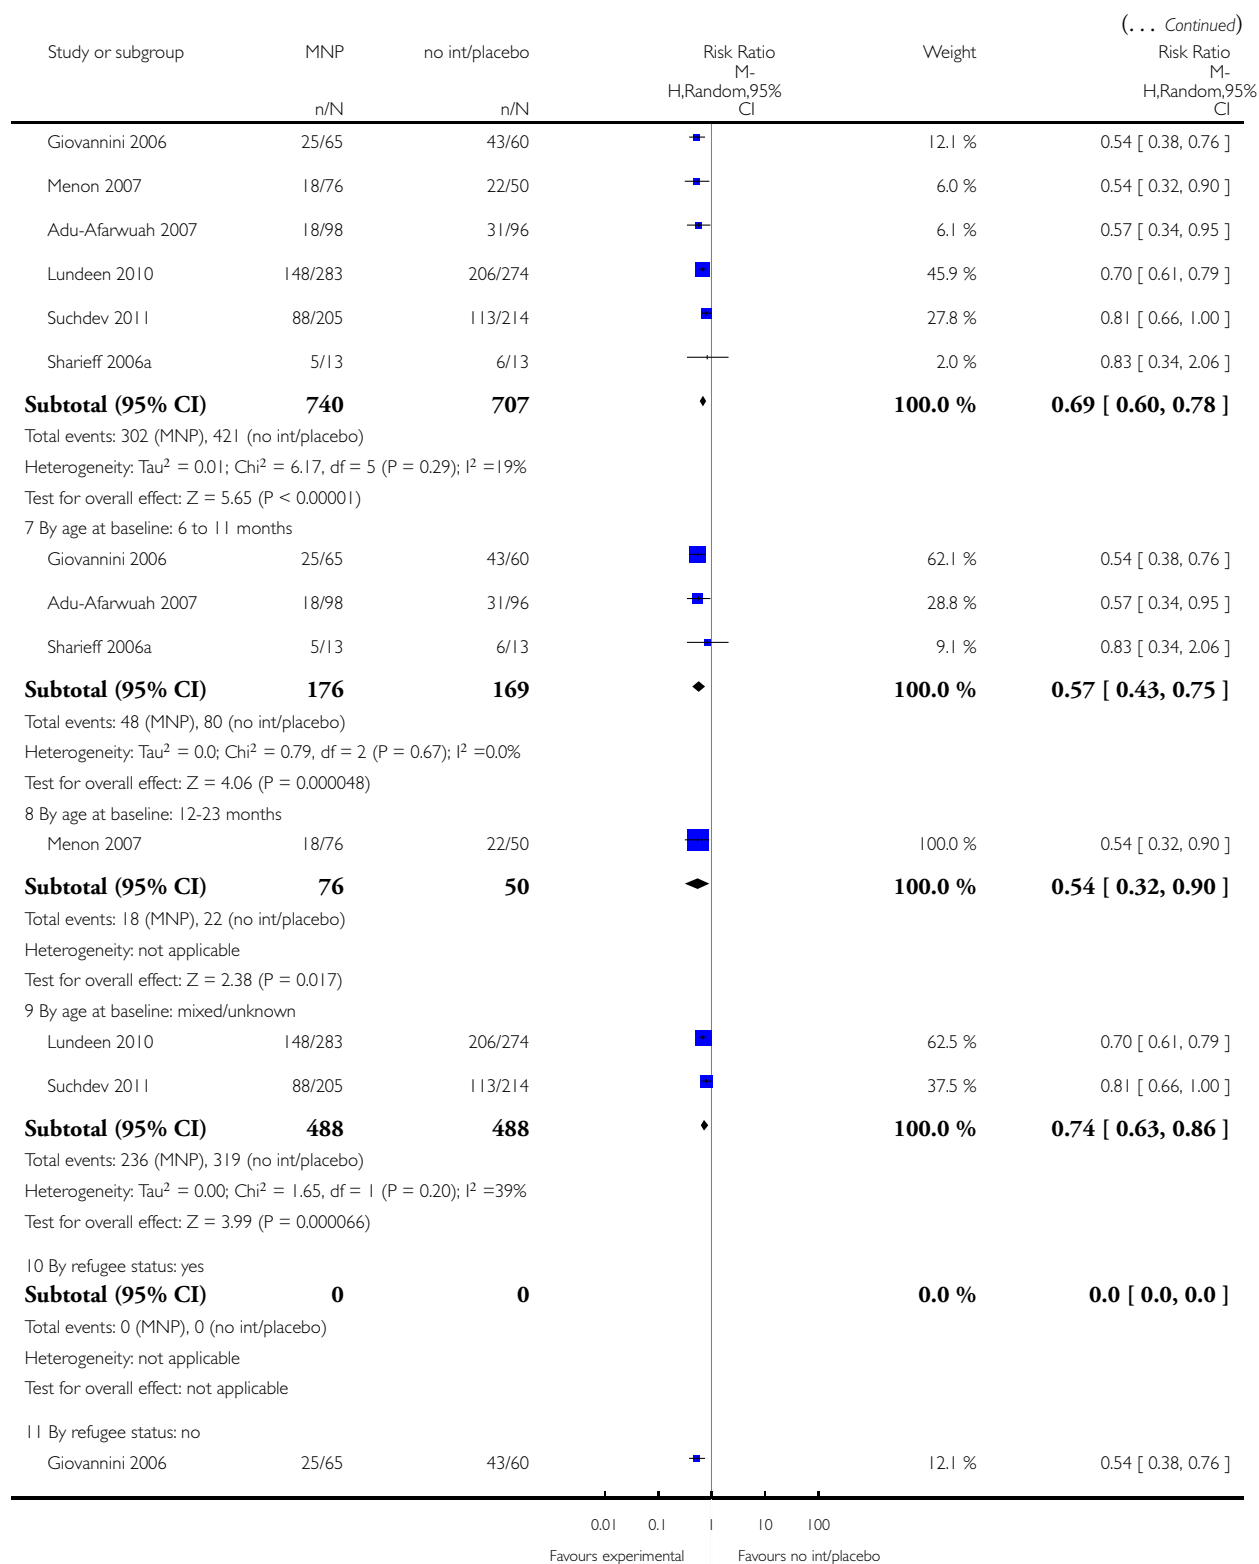 (... Continued)
Study or subgroup MNP no int/placebo Risk Ratio Weight Risk Ratio
M- M-
H,Random,95% H,Random,95%
n/N n/N CI CI
Giovannini 2006 25/65 43/60 12.1 % 0.54 [ 0.38, 0.76 ]
Menon 2007 18/76 22/50 6.0 % 0.54 [ 0.32, 0.90 ]
Adu-Afarwuah 2007 18/98 31/96 6.1 % 0.57 [ 0.34, 0.95 ]
Lundeen 2010 148/283 206/274 45.9 % 0.70 [ 0.61, 0.79 ]
Suchdev 2011 88/205 113/214 27.8 % 0.81 [ 0.66, 1.00 ]
Sharieff 2006a 5/13 6/13 2.0 % 0.83 [ 0.34, 2.06 ]
Subtotal (95% CI) 740 707 100.0 % 0.69 [ 0.60, 0.78 ]
Total events: 302 (MNP), 421 (no int/placebo)
Heterogeneity: Tau² = 0.01; Chi² = 6.17, df = 5 (P = 0.29); I² =19%
Test for overall effect: Z = 5.65 (P < 0.00001)
7 By age at baseline: 6 to 11 months
Giovannini 2006 25/65 43/60 62.1 % 0.54 [ 0.38, 0.76 ]
Adu-Afarwuah 2007 18/98 31/96 28.8 % 0.57 [ 0.34, 0.95 ]
Sharieff 2006a 5/13 6/13 9.1 % 0.83 [ 0.34, 2.06 ]
Subtotal (95% CI) 176 169 100.0 % 0.57 [ 0.43, 0.75 ]
Total events: 48 (MNP), 80 (no int/placebo)
Heterogeneity: Tau² = 0.0; Chi² = 0.79, df = 2 (P = 0.67); I² =0.0%
Test for overall effect: Z = 4.06 (P = 0.000048)
8 By age at baseline: 12-23 months
Menon 2007 18/76 22/50 100.0 % 0.54 [ 0.32, 0.90 ]
Subtotal (95% CI) 76 50 100.0 % 0.54 [ 0.32, 0.90 ]
Total events: 18 (MNP), 22 (no int/placebo)
Heterogeneity: not applicable
Test for overall effect: Z = 2.38 (P = 0.017)
9 By age at baseline: mixed/unknown
Lundeen 2010 148/283 206/274 62.5 % 0.70 [ 0.61, 0.79 ]
Suchdev 2011 88/205 113/214 37.5 % 0.81 [ 0.66, 1.00 ]
Subtotal (95% CI) 488 488 100.0 % 0.74 [ 0.63, 0.86 ]
Total events: 236 (MNP), 319 (no int/placebo)
Heterogeneity: Tau² = 0.00; Chi² = 1.65, df = 1 (P = 0.20); I² =39%
Test for overall effect: Z = 3.99 (P = 0.000066)
10 By refugee status: yes
Subtotal (95% CI) 0 0 0.0 % 0.0 [ 0.0, 0.0 ]
Total events: 0 (MNP), 0 (no int/placebo)
Heterogeneity: not applicable
Test for overall effect: not applicable
11 By refugee status: no
Giovannini 2006 25/65 43/60 12.1 % 0.54 [ 0.38, 0.76 ]
0.01 0.1 1 10 100
Favours experimental Favours no int/placebo